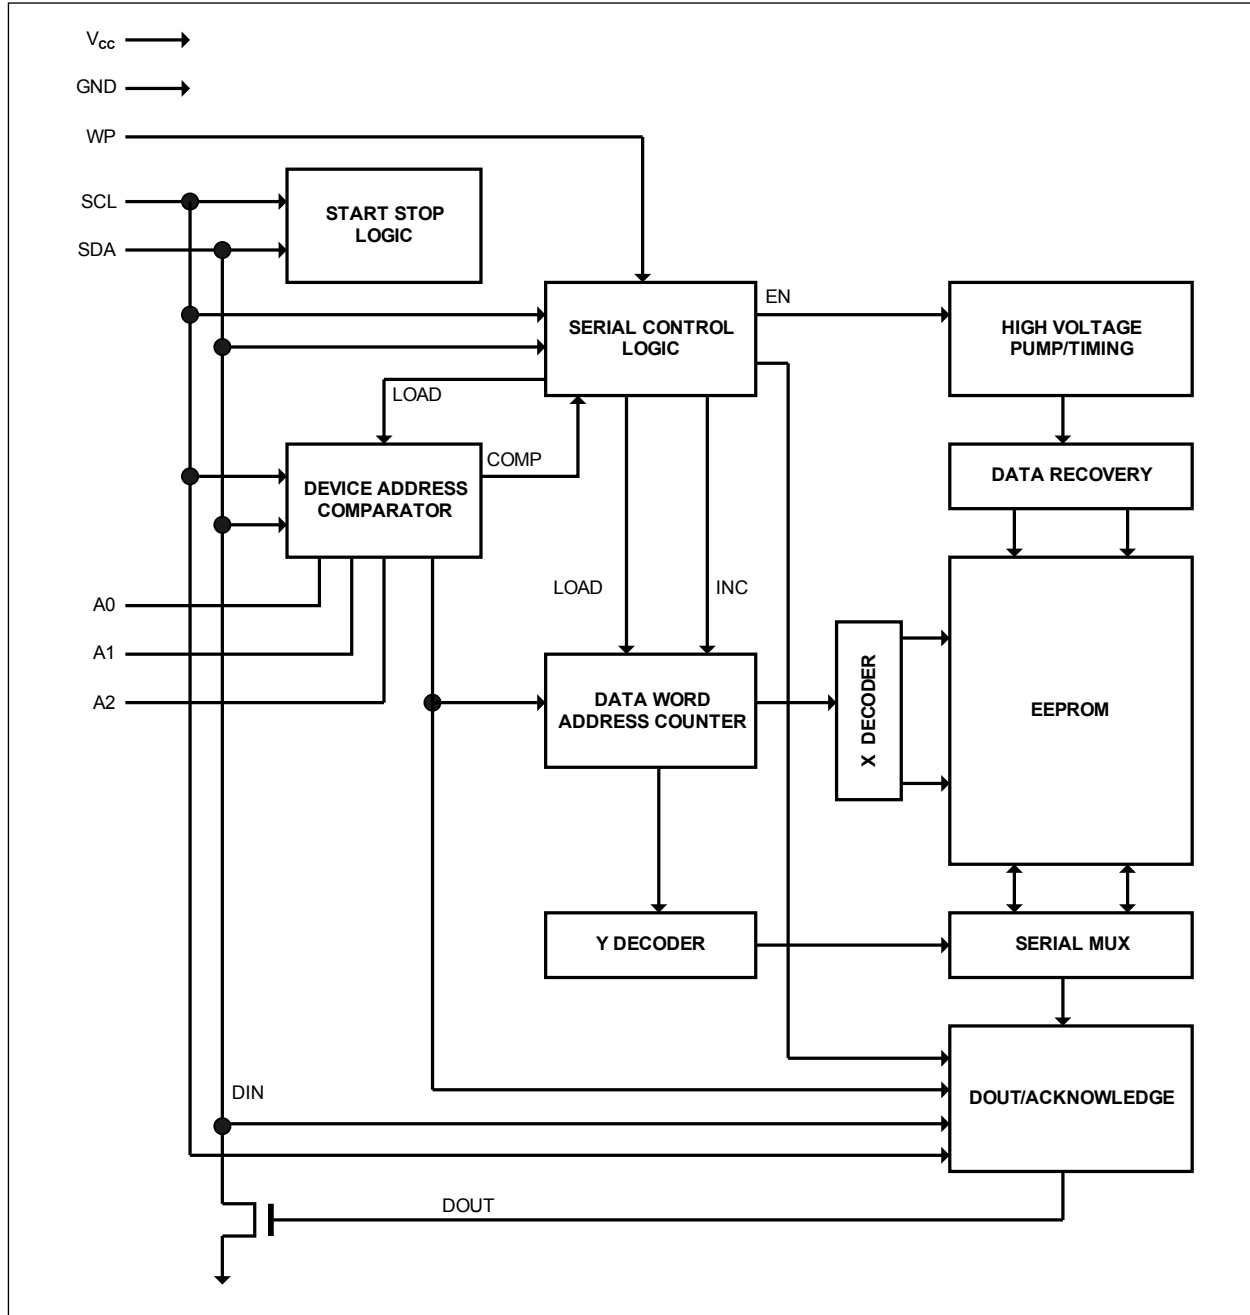 VCC
GND
WP
SCL
SDA
START STOP
LOGIC
SERIAL CONTROL
LOGIC
EN
HIGH VOLTAGE
PUMP/TIMING
LOAD
COMP
DEVICE ADDRESS
COMPARATOR
DATA RECOVERY
A0
A1
A2
LOAD
INC
DATA WORD
ADDRESS COUNTER
X DECODER
EEPROM
Y DECODER
SERIAL MUX
DIN
DOUT/ACKNOWLEDGE
DOUT